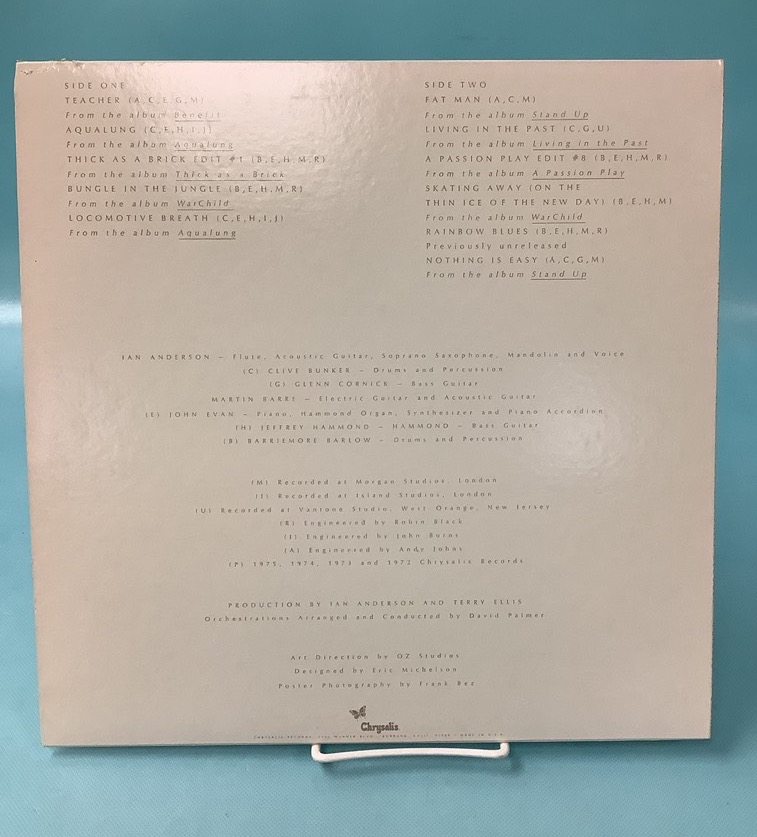 SIDE ONE
TEACHER (A,C,E,G,M)
From the album Benefit
AQUALUNG (C,E,H,I,J)
From the album Aqualung
THICK AS A BRICK EDIT #1 (B,E,H,M,R)
From the album Thick as a Brick
BUNGLE IN THE JUNGLE (B,E,H,M,R)
From the album WarChild
LOCOMOTIVE BREATH (C,E,H,I,J)
From the album Aqualung
SIDE TWO
FAT MAN (A,C,M)
From the album Stand Up
LIVING IN THE PAST (C,G,U)
From the album Living in the Past
A PASSION PLAY EDIT #8 (B,E,H,M,R)
From the album A Passion Play
SKATING AWAY (ON THE
THIN ICE OF THE NEW DAY) (B,E,H,M)
From the album WarChild
RAINBOW BLUES (B,E,H,M,R)
Previously unreleased
NOTHING IS EASY (A,C,G,M)
From the album Stand Up
IAN ANDERSON – Flute, Acoustic Guitar, Soprano Saxophone, Mandolin and Voice
(C) CLIVE BUNKER – Drums and Percussion
(G) GLENN CORNICK – Bass Guitar
MARTIN BARRE – Electric Guitar and Acoustic Guitar
(E) JOHN EVAN – Piano, Hammond Organ, Synthesizer and Piano Accordion
(H) JEFFREY HAMMOND – HAMMOND – Bass Guitar
(B) BARRIEMORE BARLOW – Drums and Percussion
(M) Recorded at Morgan Studios, London
(I) Recorded at Island Studios, London
(U) Recorded at Vantone Studio, West Orange, New Jersey
(R) Engineered by Robin Black
(J) Engineered by John Burns
(A) Engineered by Andy Johns
(P) 1975, 1974, 1973 and 1972 Chrysalis Records
PRODUCTION BY IAN ANDERSON AND TERRY ELLIS
Orchestrations Arranged and Conducted by David Palmer
Art Direction by OZ Studios
Designed by Eric Michelson
Poster Photography by Frank Bez
Chrysalis
CHRYSALIS RECORDS MADE IN U.S.A.